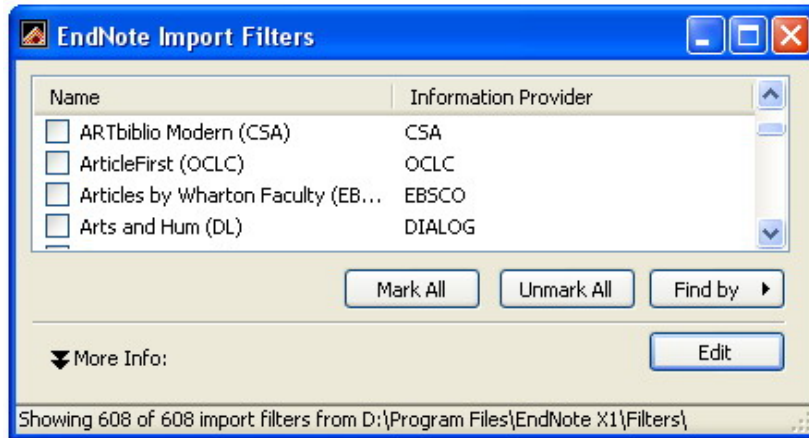 EndNote Import Filters
Name Information Provider
ARTbiblio Modern (CSA) CSA
ArticleFirst (OCLC) OCLC
Articles by Wharton Faculty (EB... EBSCO
Arts and Hum (DL) DIALOG
Mark All Unmark All Find by
More Info: Edit
Showing 608 of 608 import filters from D:\Program Files\EndNote X1\Filters\